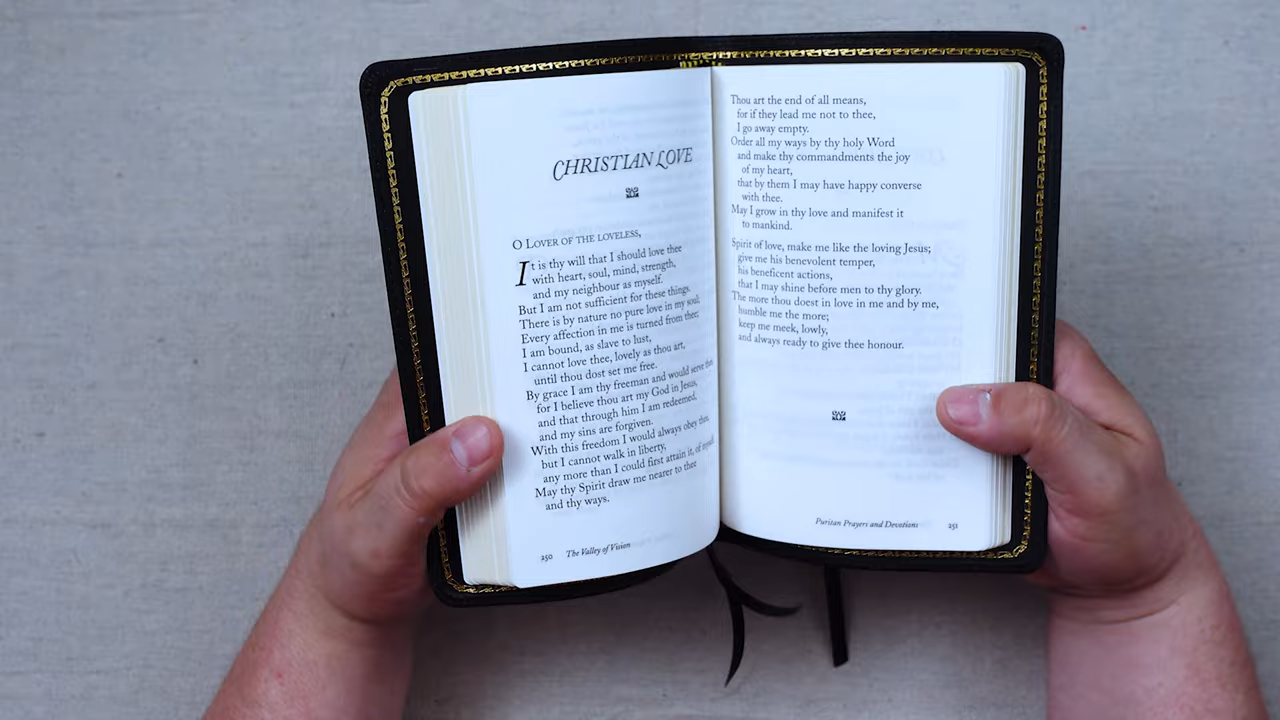 CHRISTIAN LOVE
O LOVER OF THE LOVELESS,
It is thy will that I should love thee
with heart, soul, mind, strength,
and my neighbour as myself.
But I am not sufficient for these things.
There is by nature no pure love in my soul;
Every affection in me is turned from thee;
I am bound, as slave to lust,
I cannot love thee, lovely as thou art,
until thou dost set me free.
By grace I am thy freeman and would serve thee
for I believe thou art my God in Jesus,
and that through him I am redeemed,
and my sins are forgiven.
With this freedom I would always obey thee,
but I cannot walk in liberty,
any more than I could first attain it, of myself
May thy Spirit draw me nearer to thee
and thy ways.
250 The Valley of Vision
Thou art the end of all means,
for if they lead me not to thee,
I go away empty.
Order all my ways by thy holy Word
and make thy commandments the joy
of my heart,
that by them I may have happy converse
with thee.
May I grow in thy love and manifest it
to mankind.
Spirit of love, make me like the loving Jesus;
give me his benevolent temper,
his beneficent actions,
that I may shine before men to thy glory.
The more thou doest in love in me and by me,
humble me the more;
keep me meek, lowly,
and always ready to give thee honour.
Puritan Prayers and Devotions 251